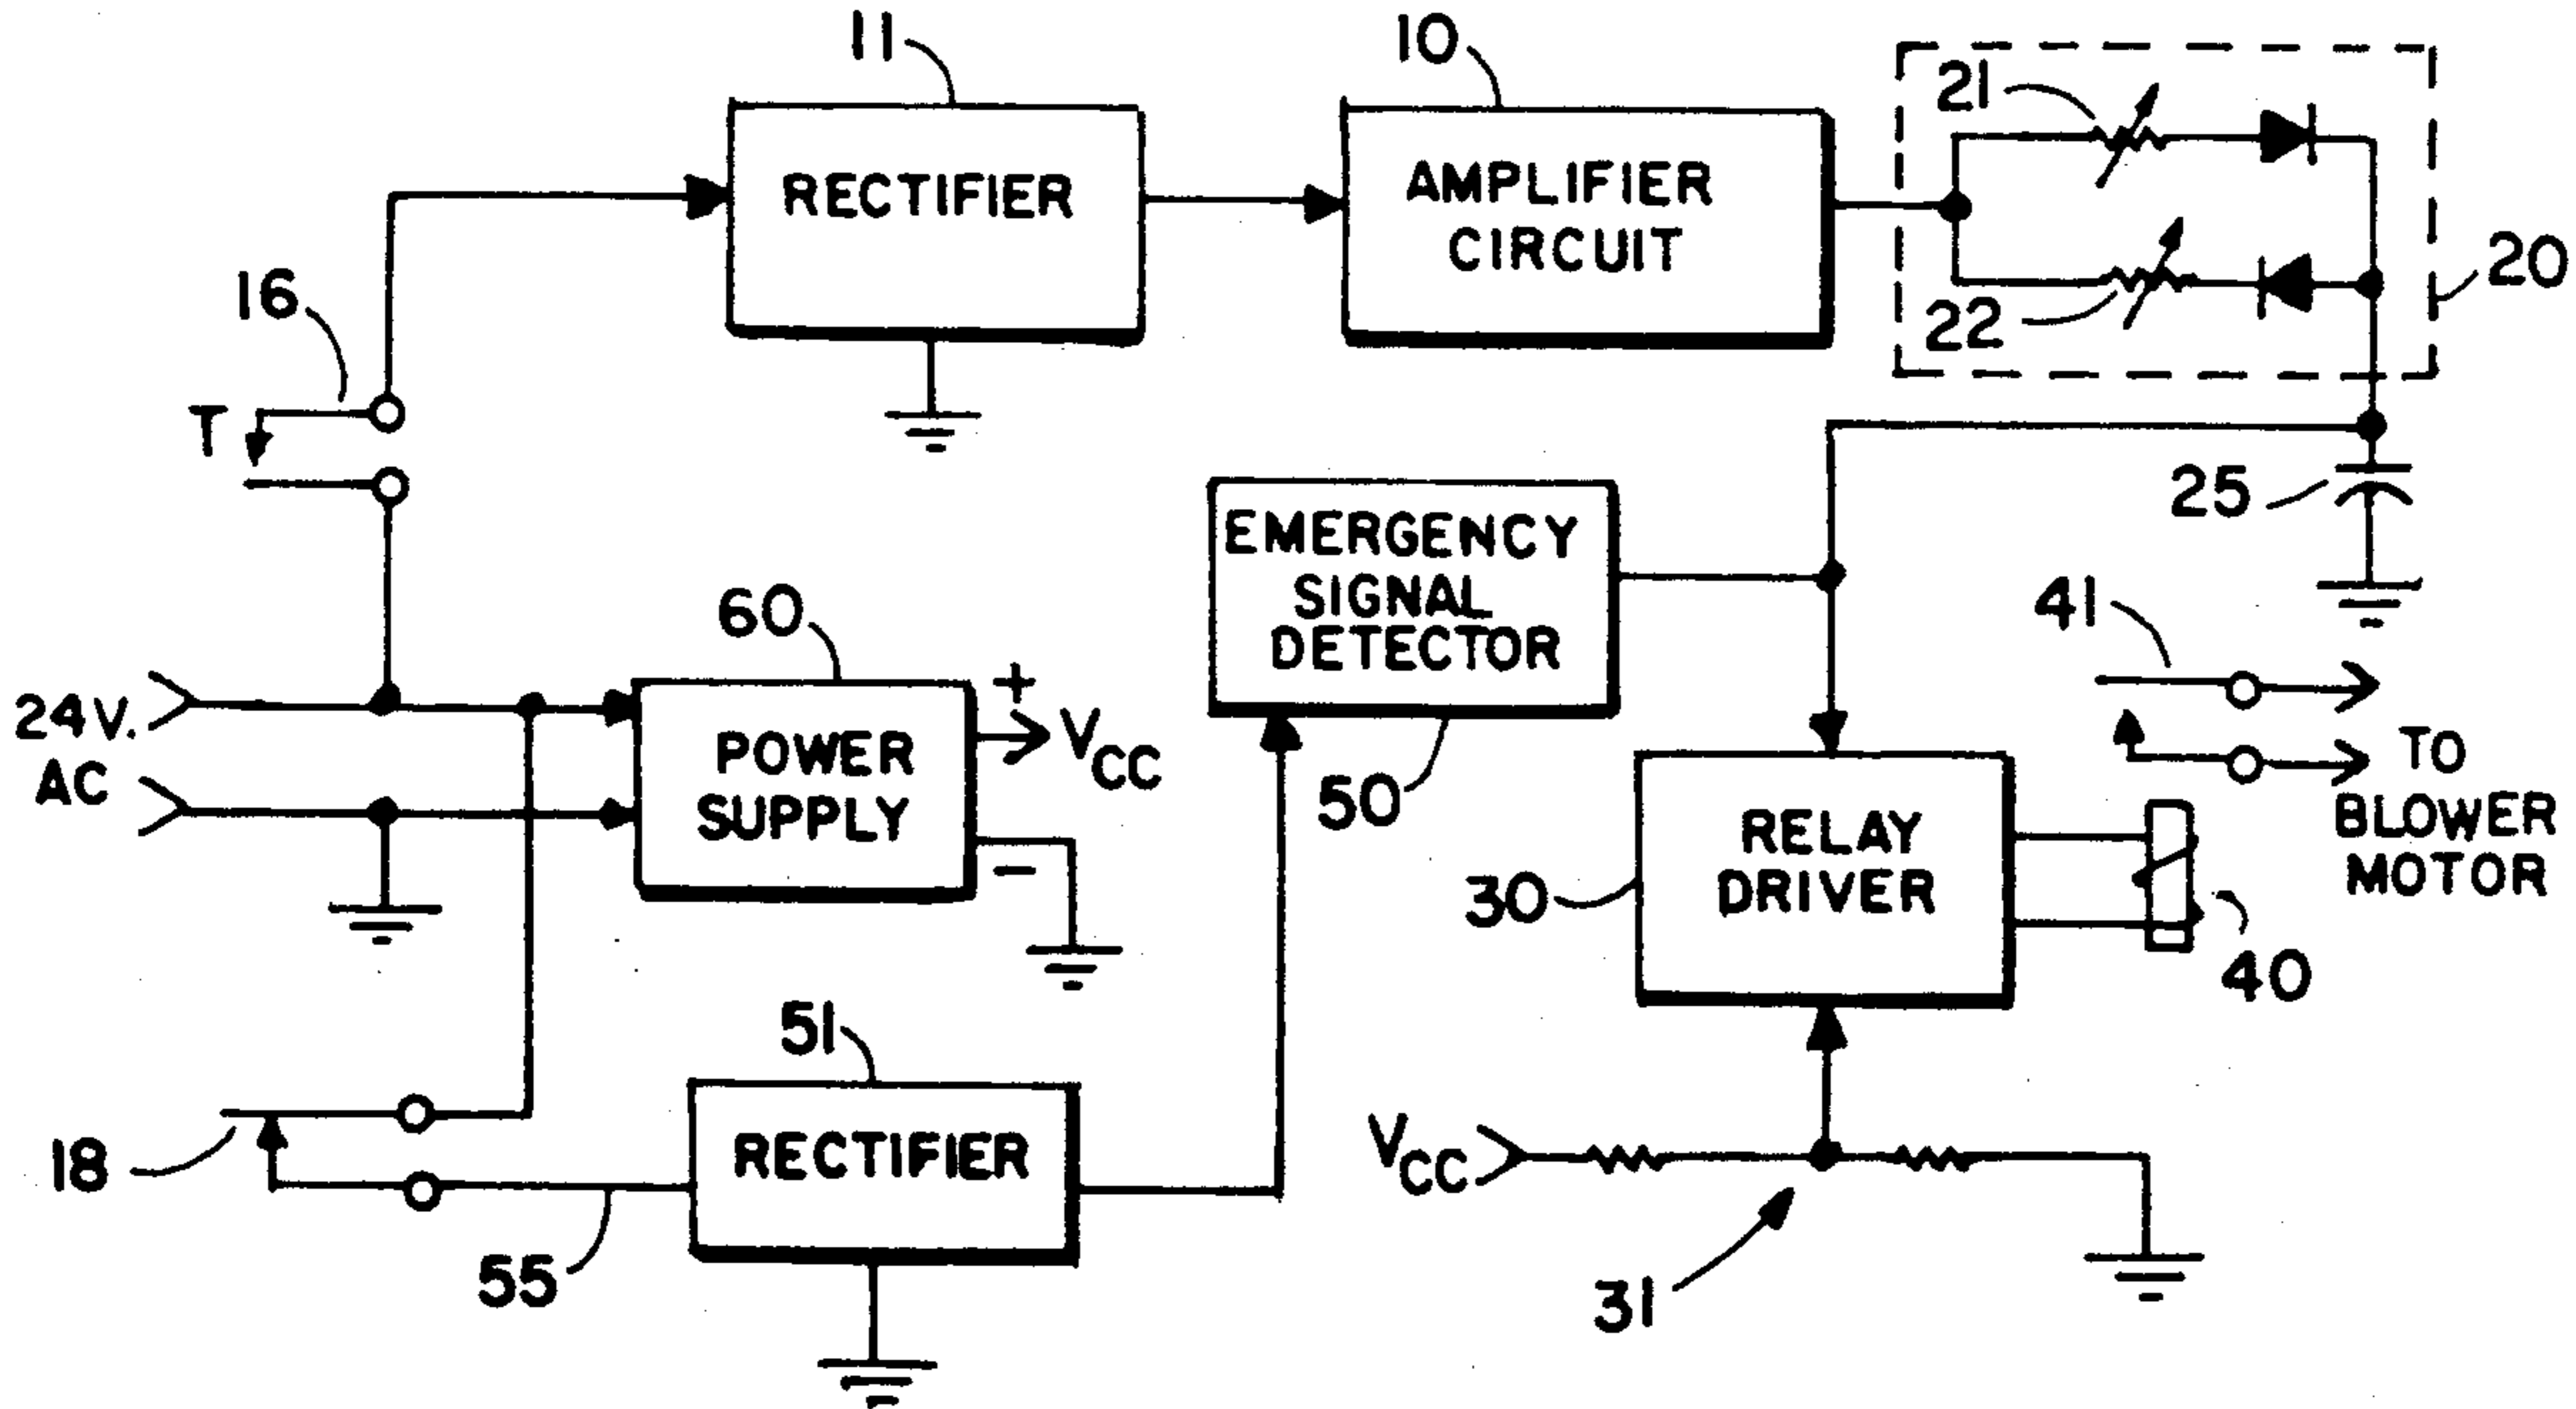 11
10
RECTIFIER
AMPLIFIER
CIRCUIT
21
22
20
16
T
25
EMERGENCY
SIGNAL
DETECTOR
50
60
24V.
AC
POWER
SUPPLY
+
VCC
−
41
TO
BLOWER
MOTOR
RELAY
DRIVER
30
40
51
RECTIFIER
18
55
VCC
31